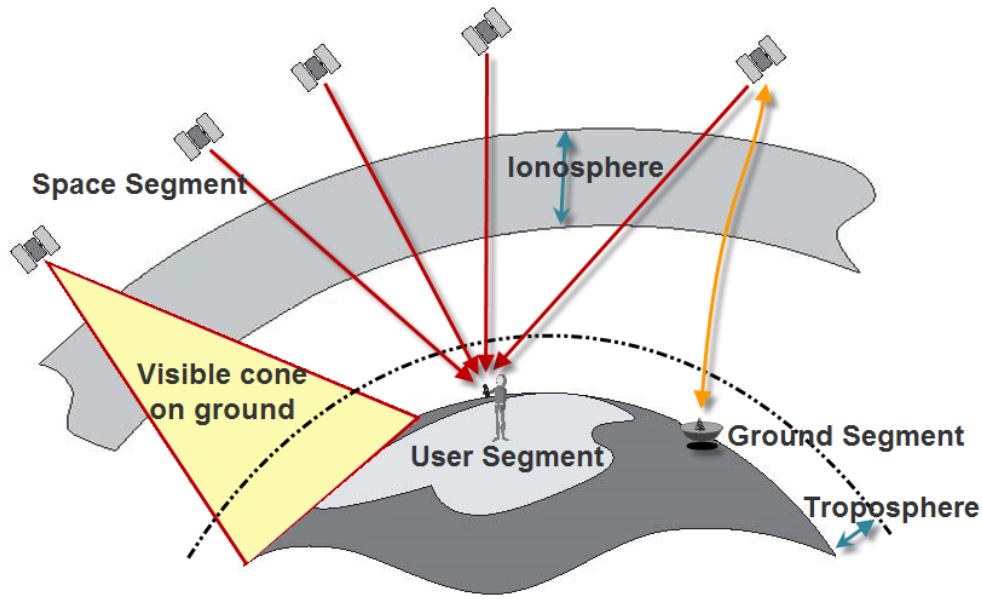 Ionosphere
Space Segment
Visible cone
on ground
User Segment
Ground Segment
Troposphere